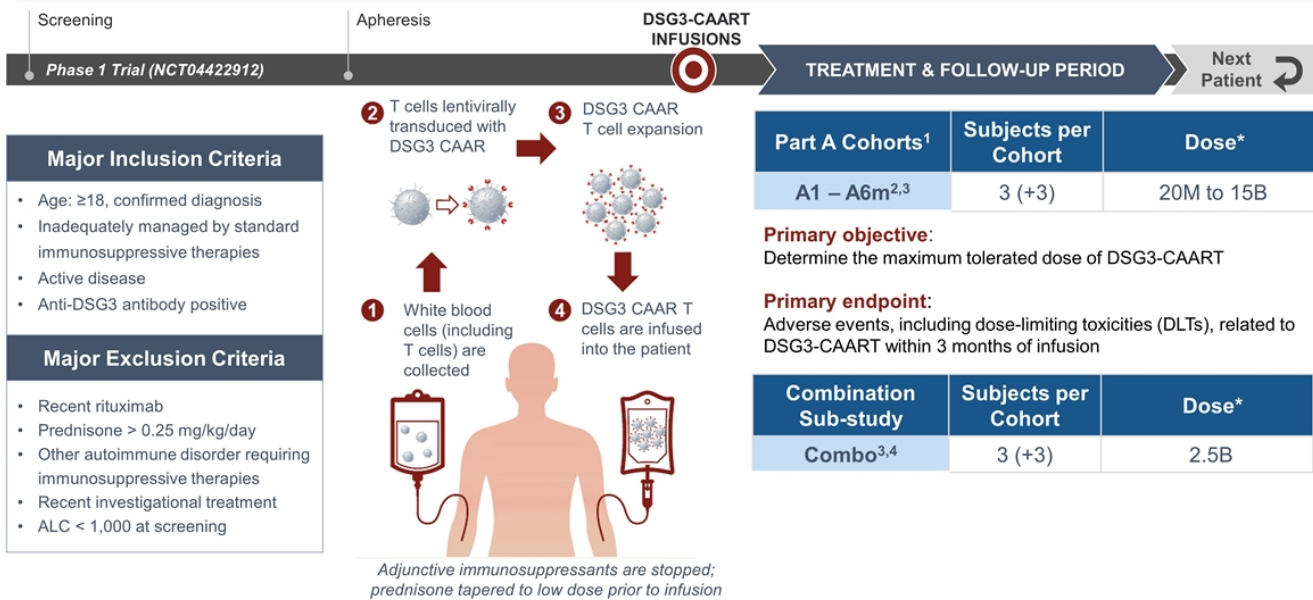 Screening
Apheresis
DSG3-CAART
INFUSIONS
Phase 1 Trial (NCT04422912)
TREATMENT & FOLLOW-UP PERIOD
Next
Patient
Major Inclusion Criteria
• Age: ≥18, confirmed diagnosis
• Inadequately managed by standard
immunosuppressive therapies
• Active disease
• Anti-DSG3 antibody positive
Major Exclusion Criteria
• Recent rituximab
• Prednisone > 0.25 mg/kg/day
• Other autoimmune disorder requiring
immunosuppressive therapies
• Recent investigational treatment
• ALC < 1,000 at screening
2 T cells lentivirally
transduced with
DSG3 CAAR
3 DSG3 CAAR
T cell expansion
1 White blood
cells (including
T cells) are
collected
4 DSG3 CAAR T
cells are infused
into the patient
Adjunctive immunosuppressants are stopped;
prednisone tapered to low dose prior to infusion
Part A Cohorts¹ Subjects per Cohort Dose*
A1 – A6m²,³ 3 (+3) 20M to 15B
Primary objective:
Determine the maximum tolerated dose of DSG3-CAART
Primary endpoint:
Adverse events, including dose-limiting toxicities (DLTs), related to
DSG3-CAART within 3 months of infusion
Combination Sub-study Subjects per Cohort Dose*
Combo³,⁴ 3 (+3) 2.5B